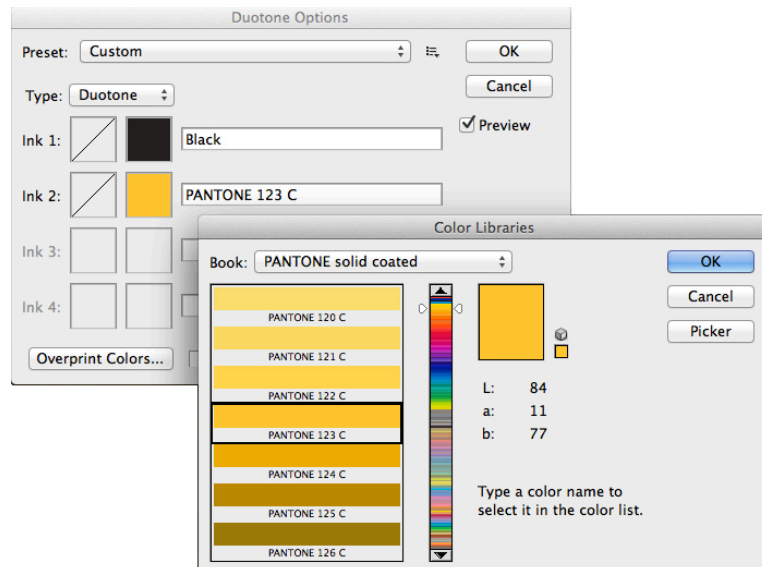 Duotone Options
Preset: Custom OK
Cancel
Type: Duotone
Preview
Ink 1: Black
Ink 2: PANTONE 123 C
Ink 3:
Ink 4:
Overprint Colors...
Color Libraries
Book: PANTONE solid coated OK
Cancel
Picker
PANTONE 120 C
PANTONE 121 C
PANTONE 122 C
PANTONE 123 C
PANTONE 124 C
PANTONE 125 C
PANTONE 126 C
L: 84
a: 11
b: 77
Type a color name to
select it in the color list.